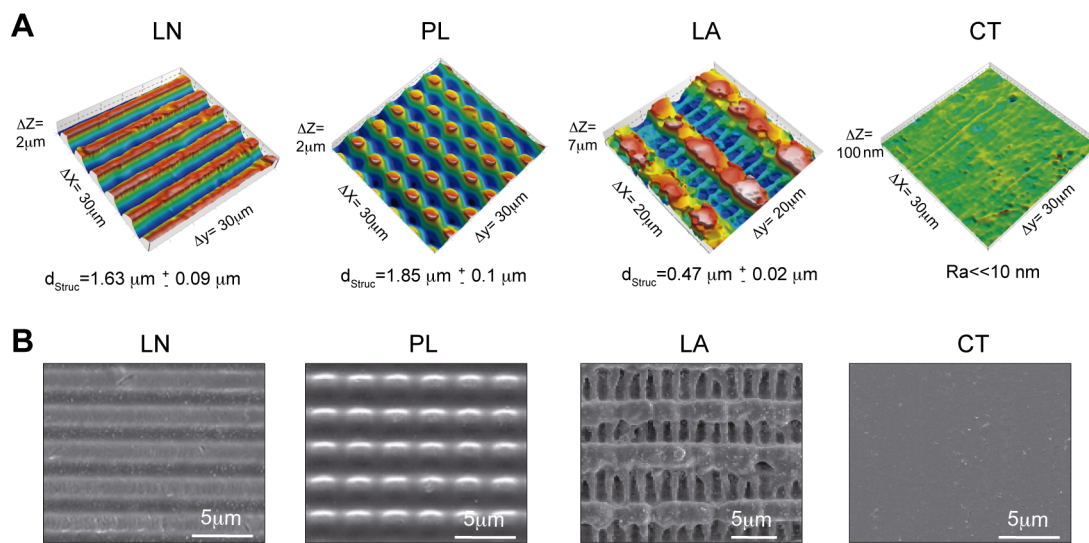 A
LN PL LA CT
ΔZ=
2μm
ΔX= 30μm
Δy= 30μm
ΔZ=
2μm
ΔX= 30μm
Δy= 30μm
ΔZ=
7μm
ΔX= 20μm
Δy= 20μm
ΔZ=
100 nm
ΔX= 30μm
Δy= 30μm
dStruc=1.63 μm ± 0.09 μm
dStruc=1.85 μm ± 0.1 μm
dStruc=0.47 μm ± 0.02 μm
Ra<<10 nm
B
LN PL LA CT
5μm
5μm
5μm
5μm